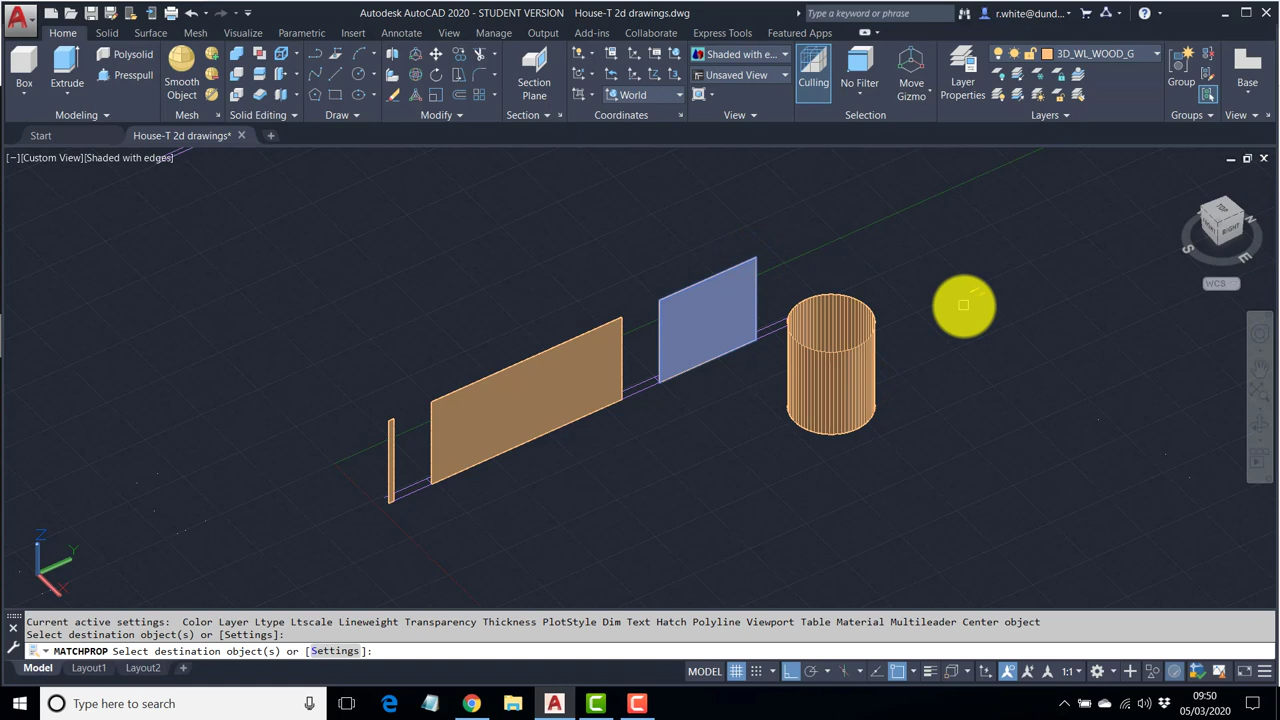 Autodesk AutoCAD 2020 - STUDENT VERSION House-T 2d drawings.dwg
Type a keyword or phrase
r.white@dund...
Home Solid Surface Mesh Visualize Parametric Insert Annotate View Manage Output Add-ins Collaborate Express Tools Featured Apps
Box
Extrude
Polysolid
Presspull
Smooth Object
Section Plane
World
Shaded with e...
Unsaved View
Culling
No Filter
Move Gizmo
Layer Properties
3D_WL_WOOD_G
Group
Base
Modeling Mesh Solid Editing Draw Modify Section Coordinates View Selection Layers Groups View
Start House-T 2d drawings*
[−][Custom View][Shaded with edges]
TOP
FRONT
RIGHT
N
S
E
WCS
Z
Y
X
Current active settings: Color Layer Ltype Ltscale Lineweight Transparency Thickness PlotStyle Dim Text Hatch Polyline Viewport Table Material Multileader Center object
Select destination object(s) or [Settings]:
MATCHPROP Select destination object(s) or [Settings]:
Model Layout1 Layout2 +
MODEL
1:1
Type here to search
09:50
05/03/2020